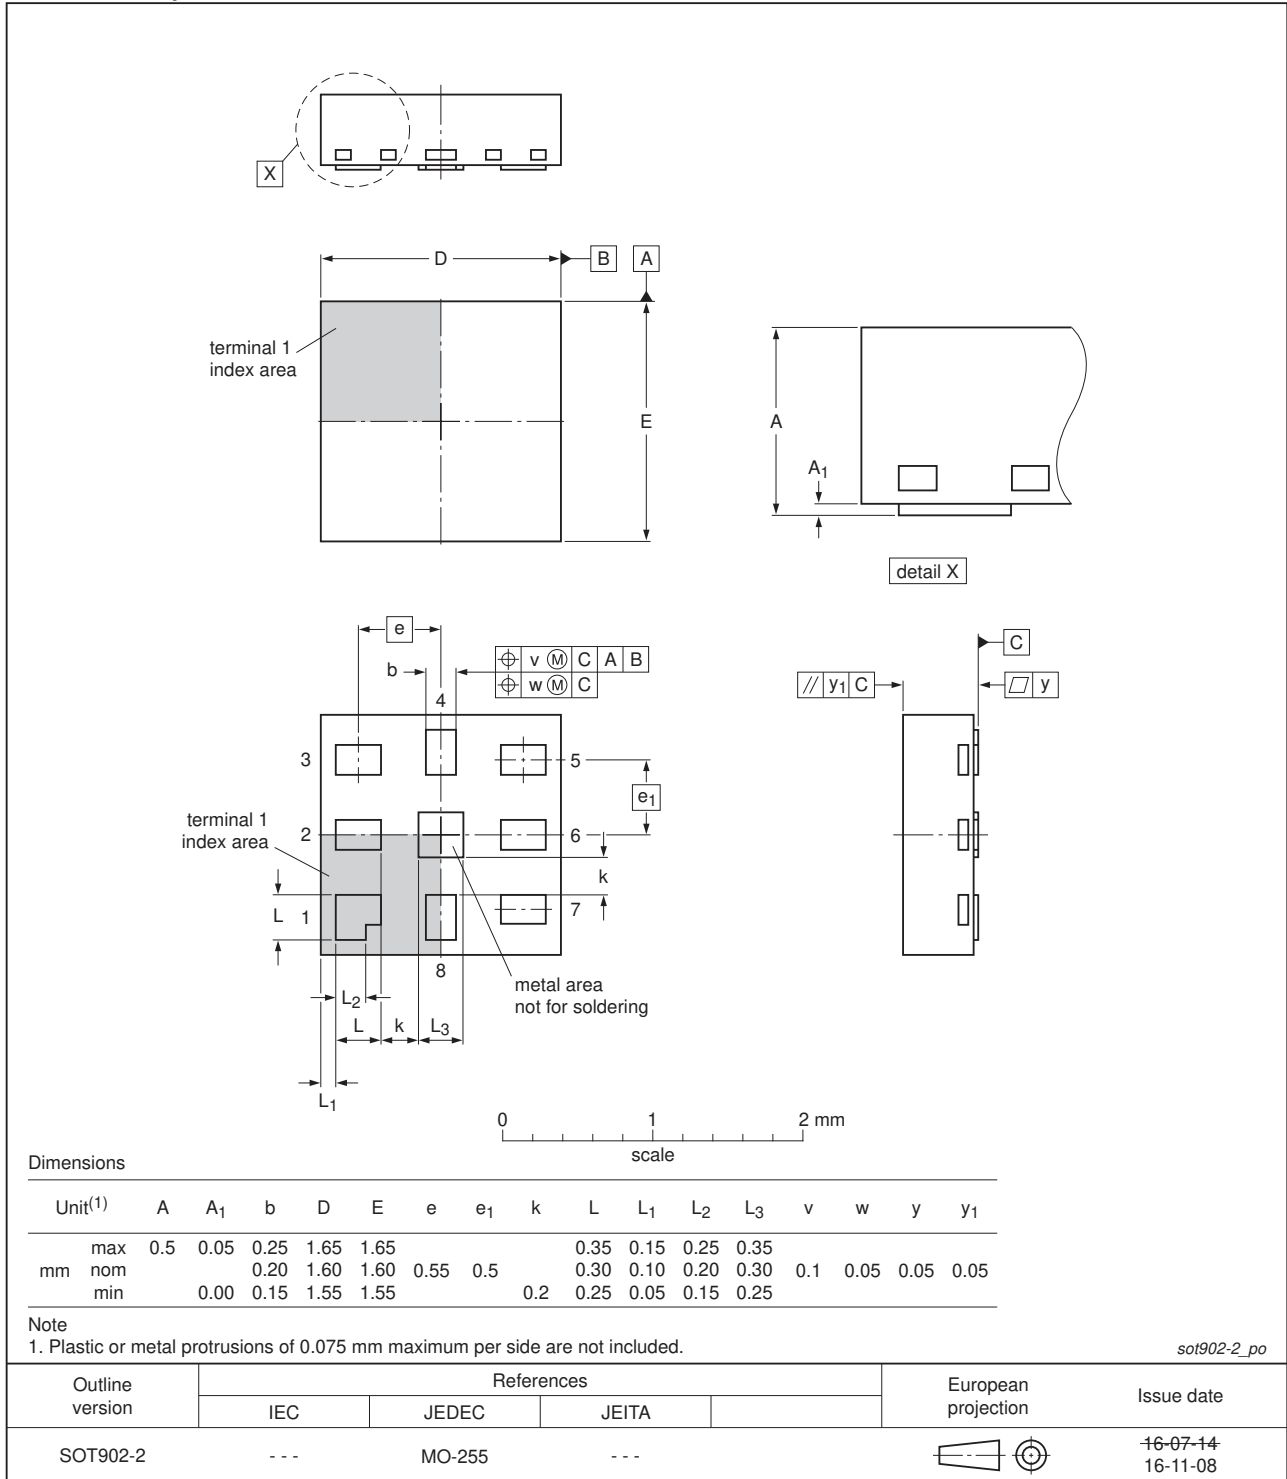 X
D
B
A
terminal 1
index area
E
A
A1
detail X
e
b
v M C A B
w M C
C
y1 C
y
4
3
5
e1
terminal 1
index area
2
6
k
L
1
7
8
metal area
not for soldering
L2
L
k
L3
L1
0 1 2 mm
scale
Dimensions
Unit(1) A A1 b D E e e1 k L L1 L2 L3 v w y y1
max 0.5 0.05 0.25 1.65 1.65 0.35 0.15 0.25 0.35
mm nom 0.20 1.60 1.60 0.55 0.5 0.30 0.10 0.20 0.30 0.1 0.05 0.05 0.05
min 0.00 0.15 1.55 1.55 0.2 0.25 0.05 0.15 0.25
Note
1. Plastic or metal protrusions of 0.075 mm maximum per side are not included.
sot902-2_po
Outline
version
References
IEC
JEDEC
JEITA
European
projection
Issue date
SOT902-2
- - -
MO-255
- - -
16-07-14
16-11-08